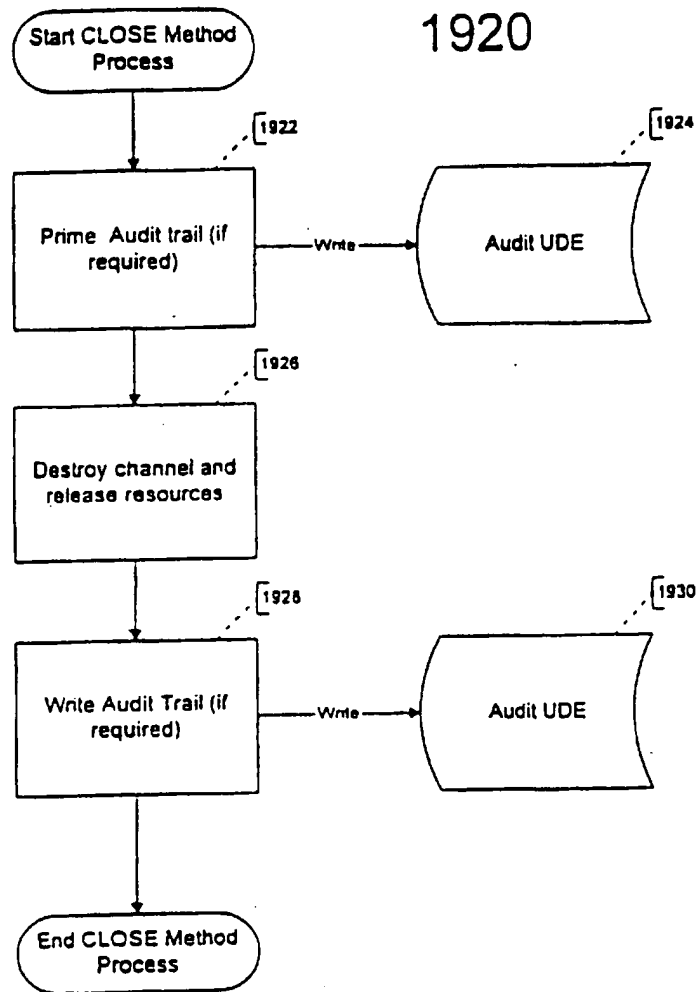 1920
Start CLOSE Method
Process
1922
1924
Prime Audit trail (if
required)
Write
Audit UDE
1926
Destroy channel and
release resources
1928
1930
Write Audit Trail (if
required)
Write
Audit UDE
End CLOSE Method
Process